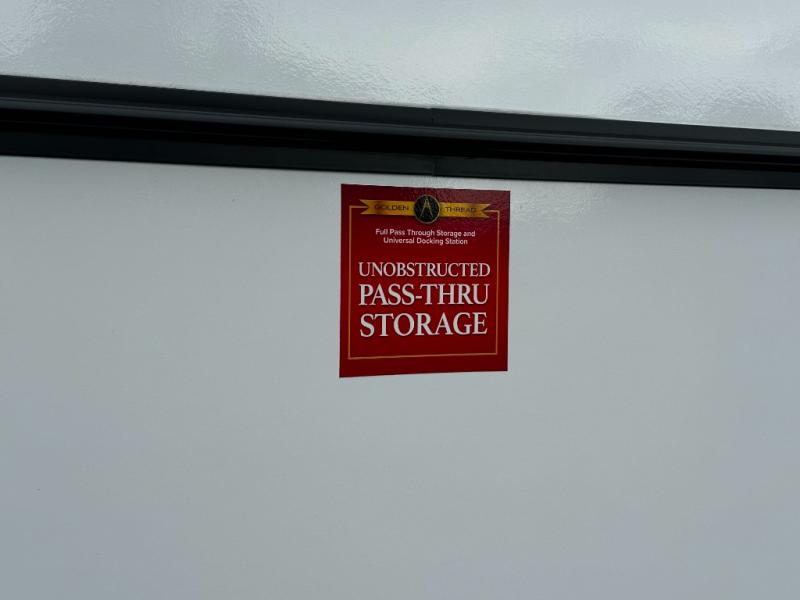 GOLDEN THREAD
Full Pass Through Storage and
Universal Docking Station
UNOBSTRUCTED
PASS-THRU
STORAGE